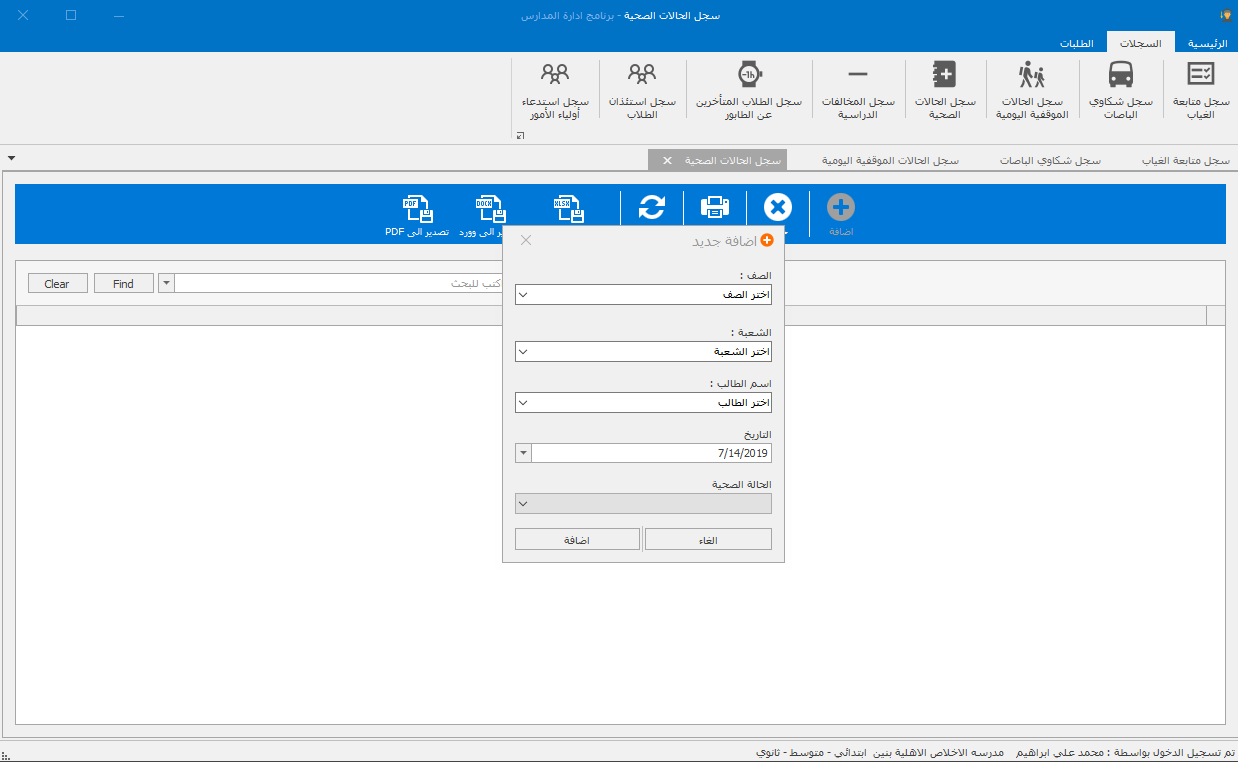 سجل الحالات الصحية - برنامج ادارة المدارس
الرئيسية
السجلات
الطلبات
سجل متابعة الغياب
سجل شكاوي الباصات
سجل الحالات الموقفية اليومية
سجل الحالات الصحية
سجل المخالفات الدراسية
سجل الطلاب المتأخرين عن الطابور
سجل استئذان الطلاب
سجل استدعاء أولياء الأمور
سجل متابعة الغياب
سجل شكاوي الباصات
سجل الحالات الموقفية اليومية
سجل الحالات الصحية
اضافة
XLSX
DOCX
الى وورد
PDF
تصدير الى PDF
اضافة جديد
الصف :
اختر الصف
الشعبة :
اختر الشعبة
اسم الطالب :
اختر الطالب
التاريخ
7/14/2019
الحالة الصحية
الغاء
اضافة
كتب للبحث
Find
Clear
تم تسجيل الدخول بواسطة : محمد علي ابراهيم
مدرسه الاخلاص الاهلية بنين ابتدائي - متوسط - ثانوي